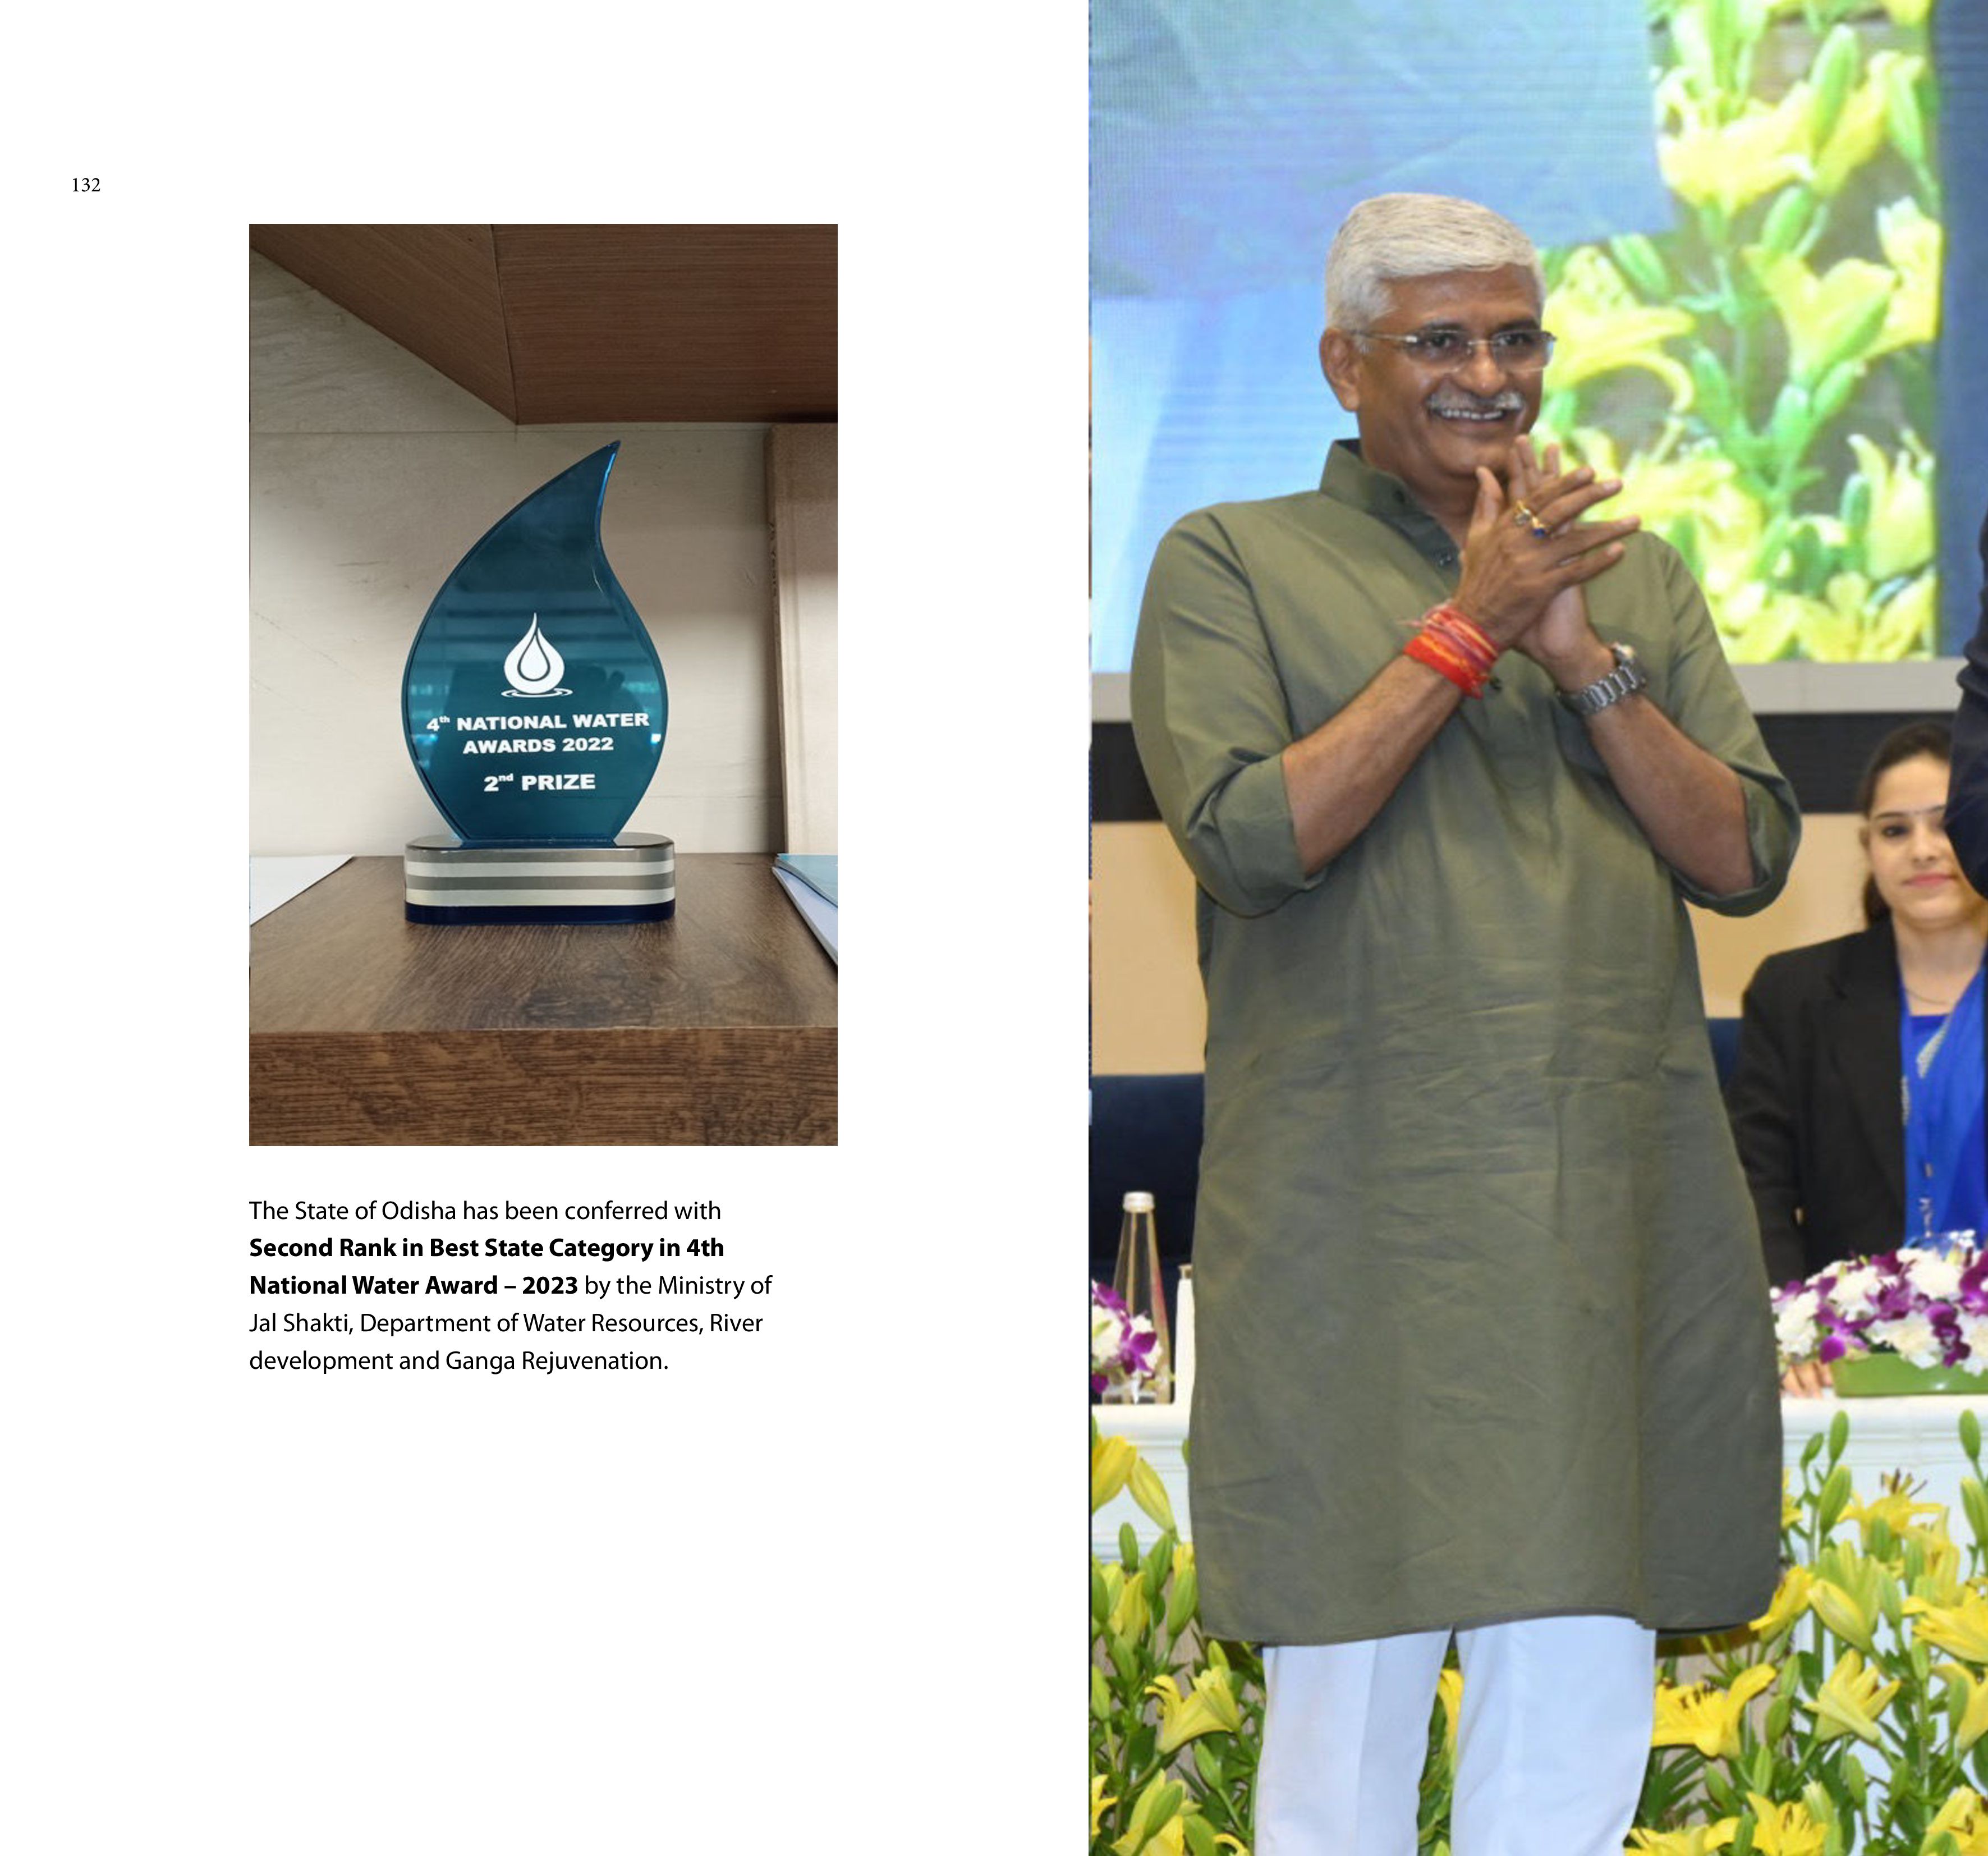 132
4th NATIONAL WATER
AWARDS 2022
2nd PRIZE
The State of Odisha has been conferred with
Second Rank in Best State Category in 4th
National Water Award – 2023 by the Ministry of
Jal Shakti, Department of Water Resources, River
development and Ganga Rejuvenation.